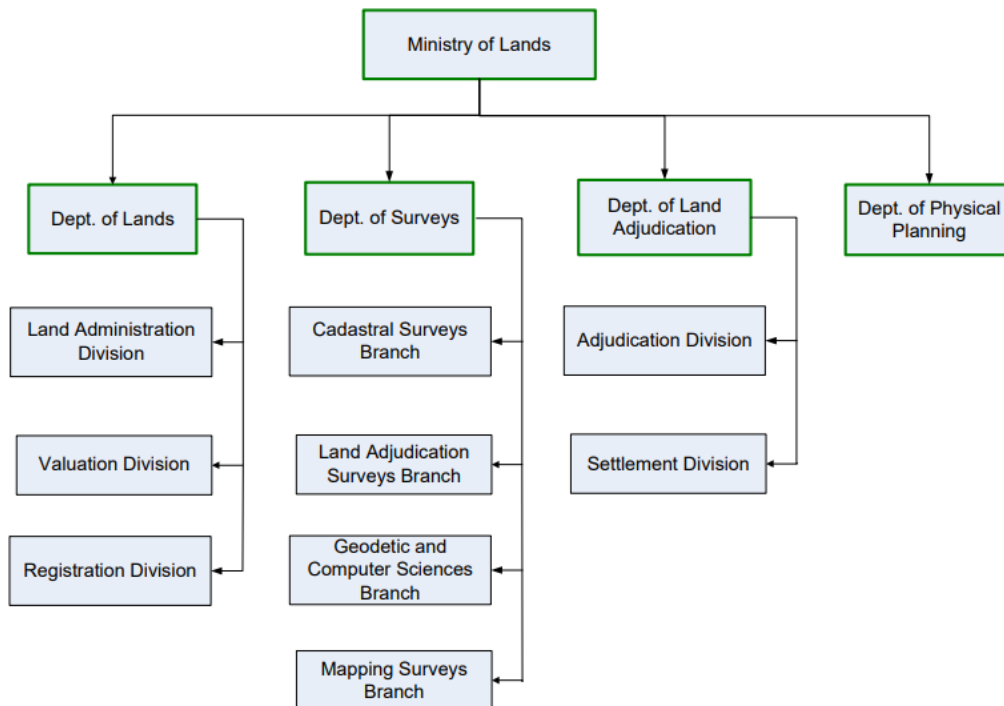 Ministry of Lands
Dept. of Lands
Dept. of Surveys
Dept. of Land
Adjudication
Dept. of Physical
Planning
Land Administration
Division
Cadastral Surveys
Branch
Adjudication Division
Valuation Division
Land Adjudication
Surveys Branch
Settlement Division
Registration Division
Geodetic and
Computer Sciences
Branch
Mapping Surveys
Branch